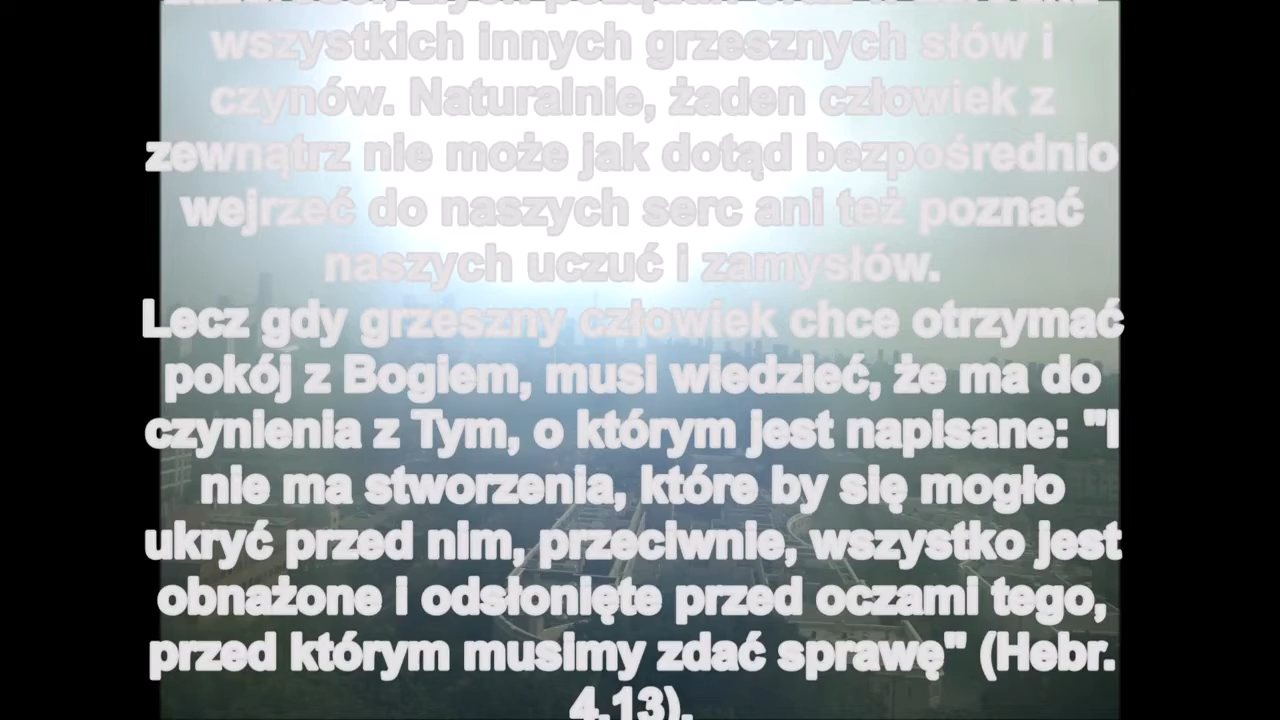 wszystkich innych grzesznych słów i
czynów. Naturalnie, żaden człowiek z
zewnątrz nie może jak dotąd bezpośrednio
wejrzeć do naszych serc ani też poznać
naszych uczuć i zamysłów.
Lecz gdy grzeszny człowiek chce otrzymać
pokój z Bogiem, musi wiedzieć, że ma do
czynienia z Tym, o którym jest napisane: "I
nie ma stworzenia, które by się mogło
ukryć przed nim, przeciwnie, wszystko jest
obnażone i odsłonięte przed oczami tego,
przed którym musimy zdać sprawę" (Hebr.
4,13).